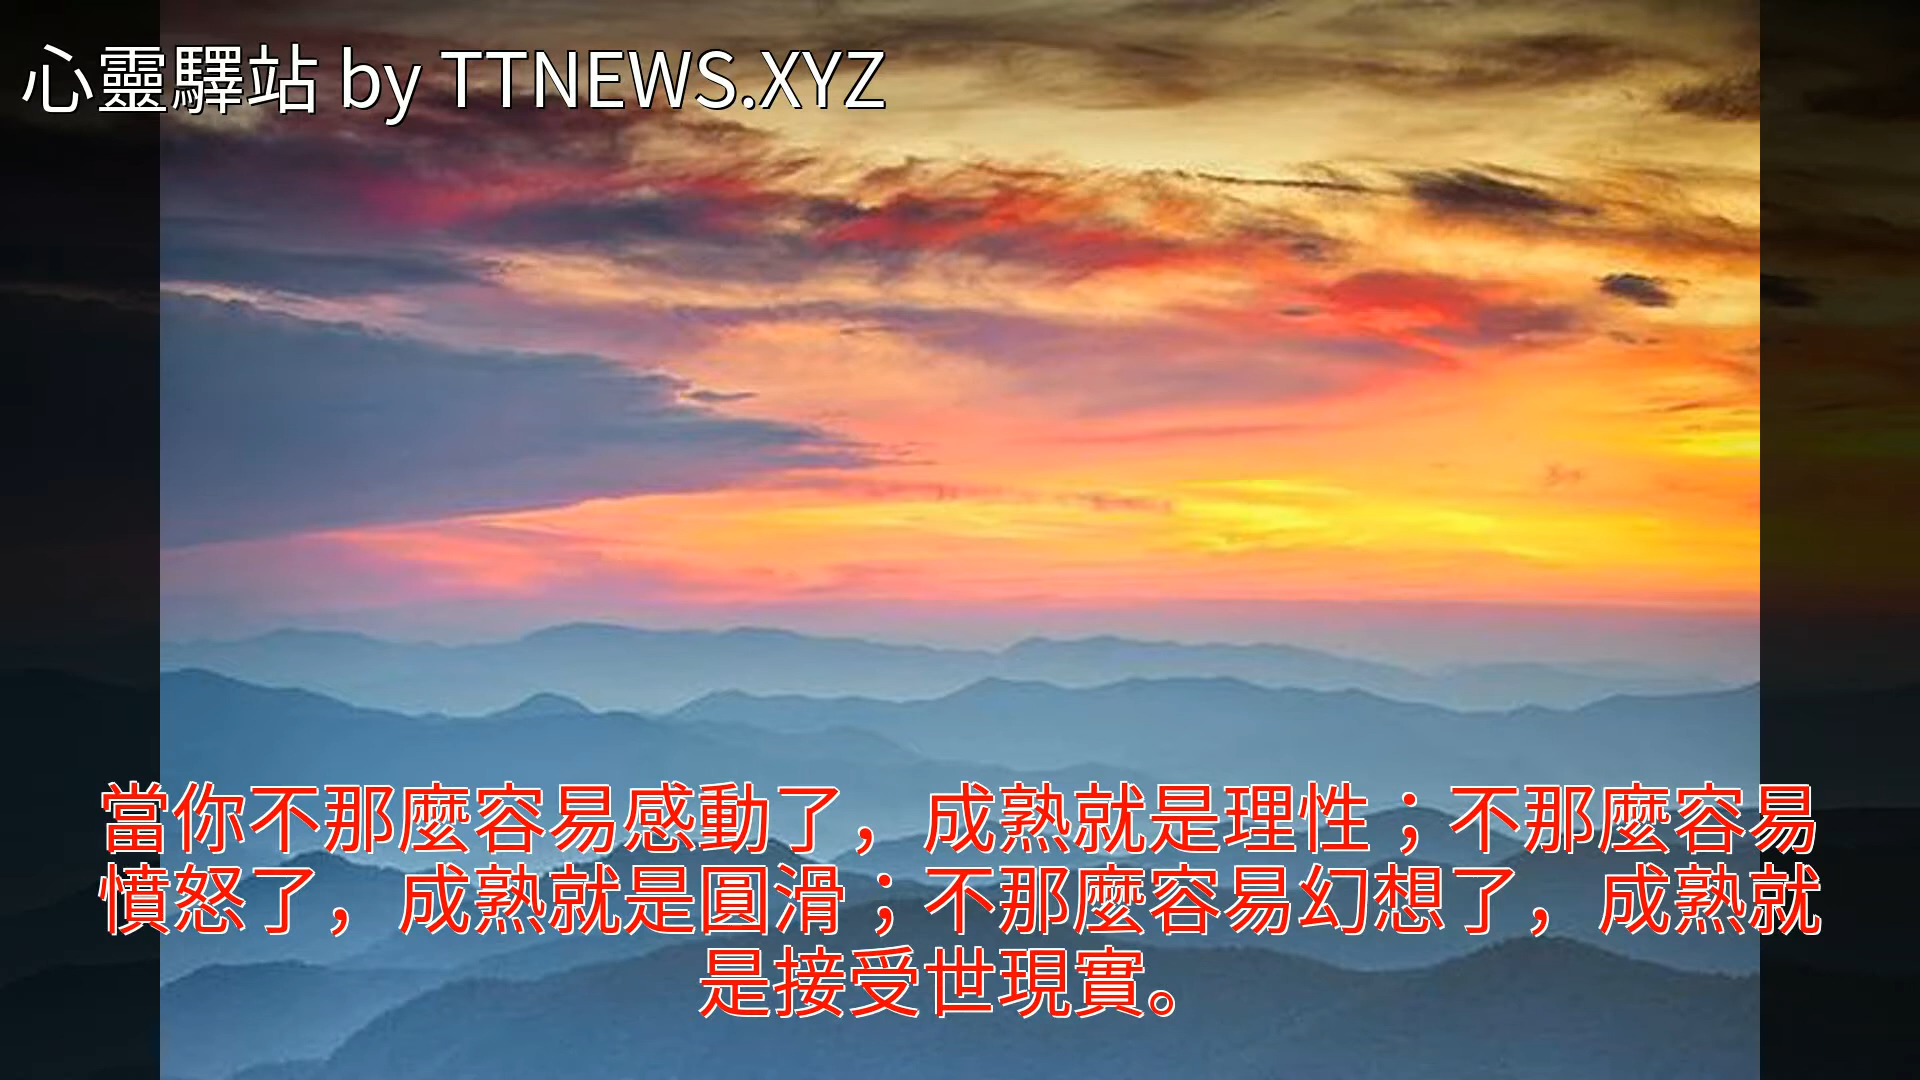 心靈驛站 by TTNEWS.XYZ
當你不那麼容易感動了，成熟就是理性；不那麼容易
憤怒了，成熟就是圓滑；不那麼容易幻想了，成熟就
是接受世現實。